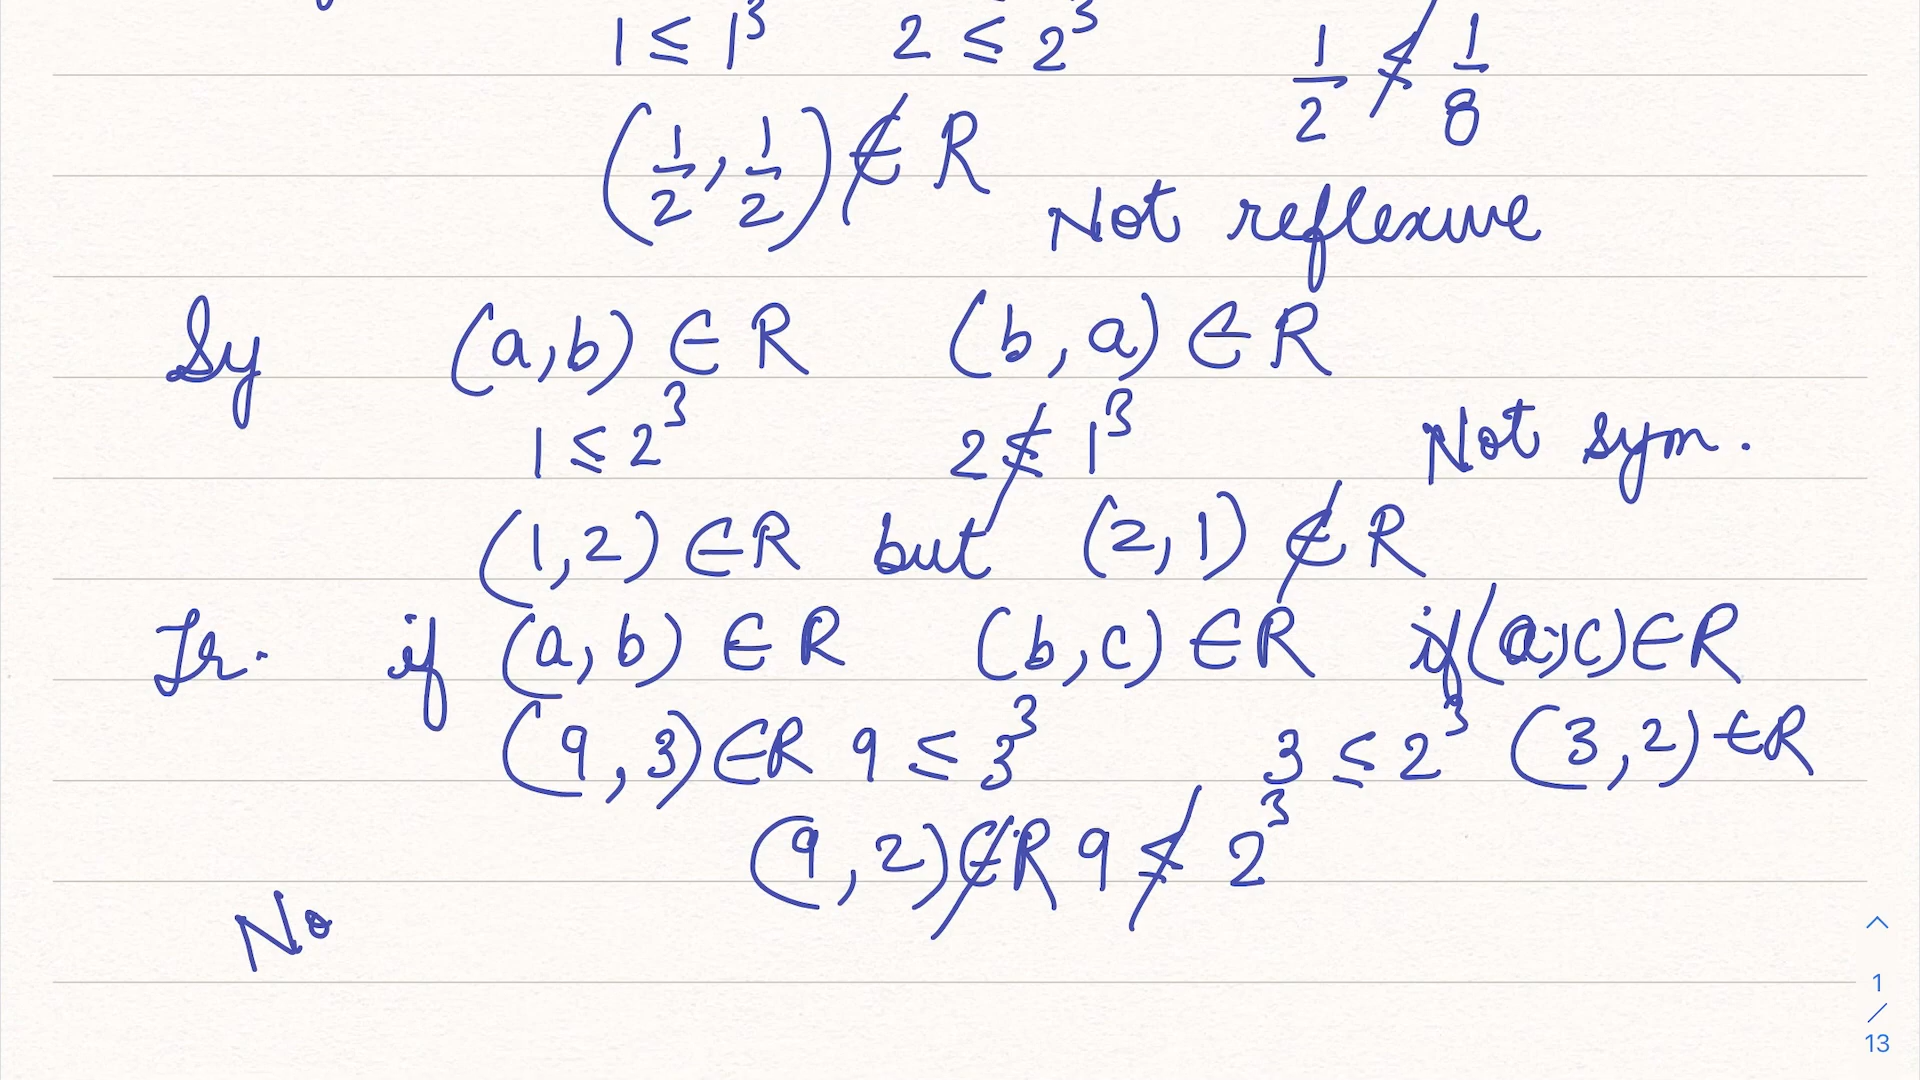 1 ≤ 1³ 2 ≤ 2³ 1/2 ≰ 1/8
(1/2, 1/2) ∉ R
Not reflexive
Sy (a,b) ∈ R (b,a) ∈ R
1 ≤ 2³ 2 ≰ 1³ Not sym.
(1,2) ∈ R but (2,1) ∉ R
Tr. if (a,b) ∈ R (b,c) ∈ R if (a,c) ∈ R
(9,3) ∈ R 9 ≤ 3³ 3 ≤ 2³ (3,2) ∈ R
(9,2) ∉ R 9 ≰ 2³
No
1
/
13